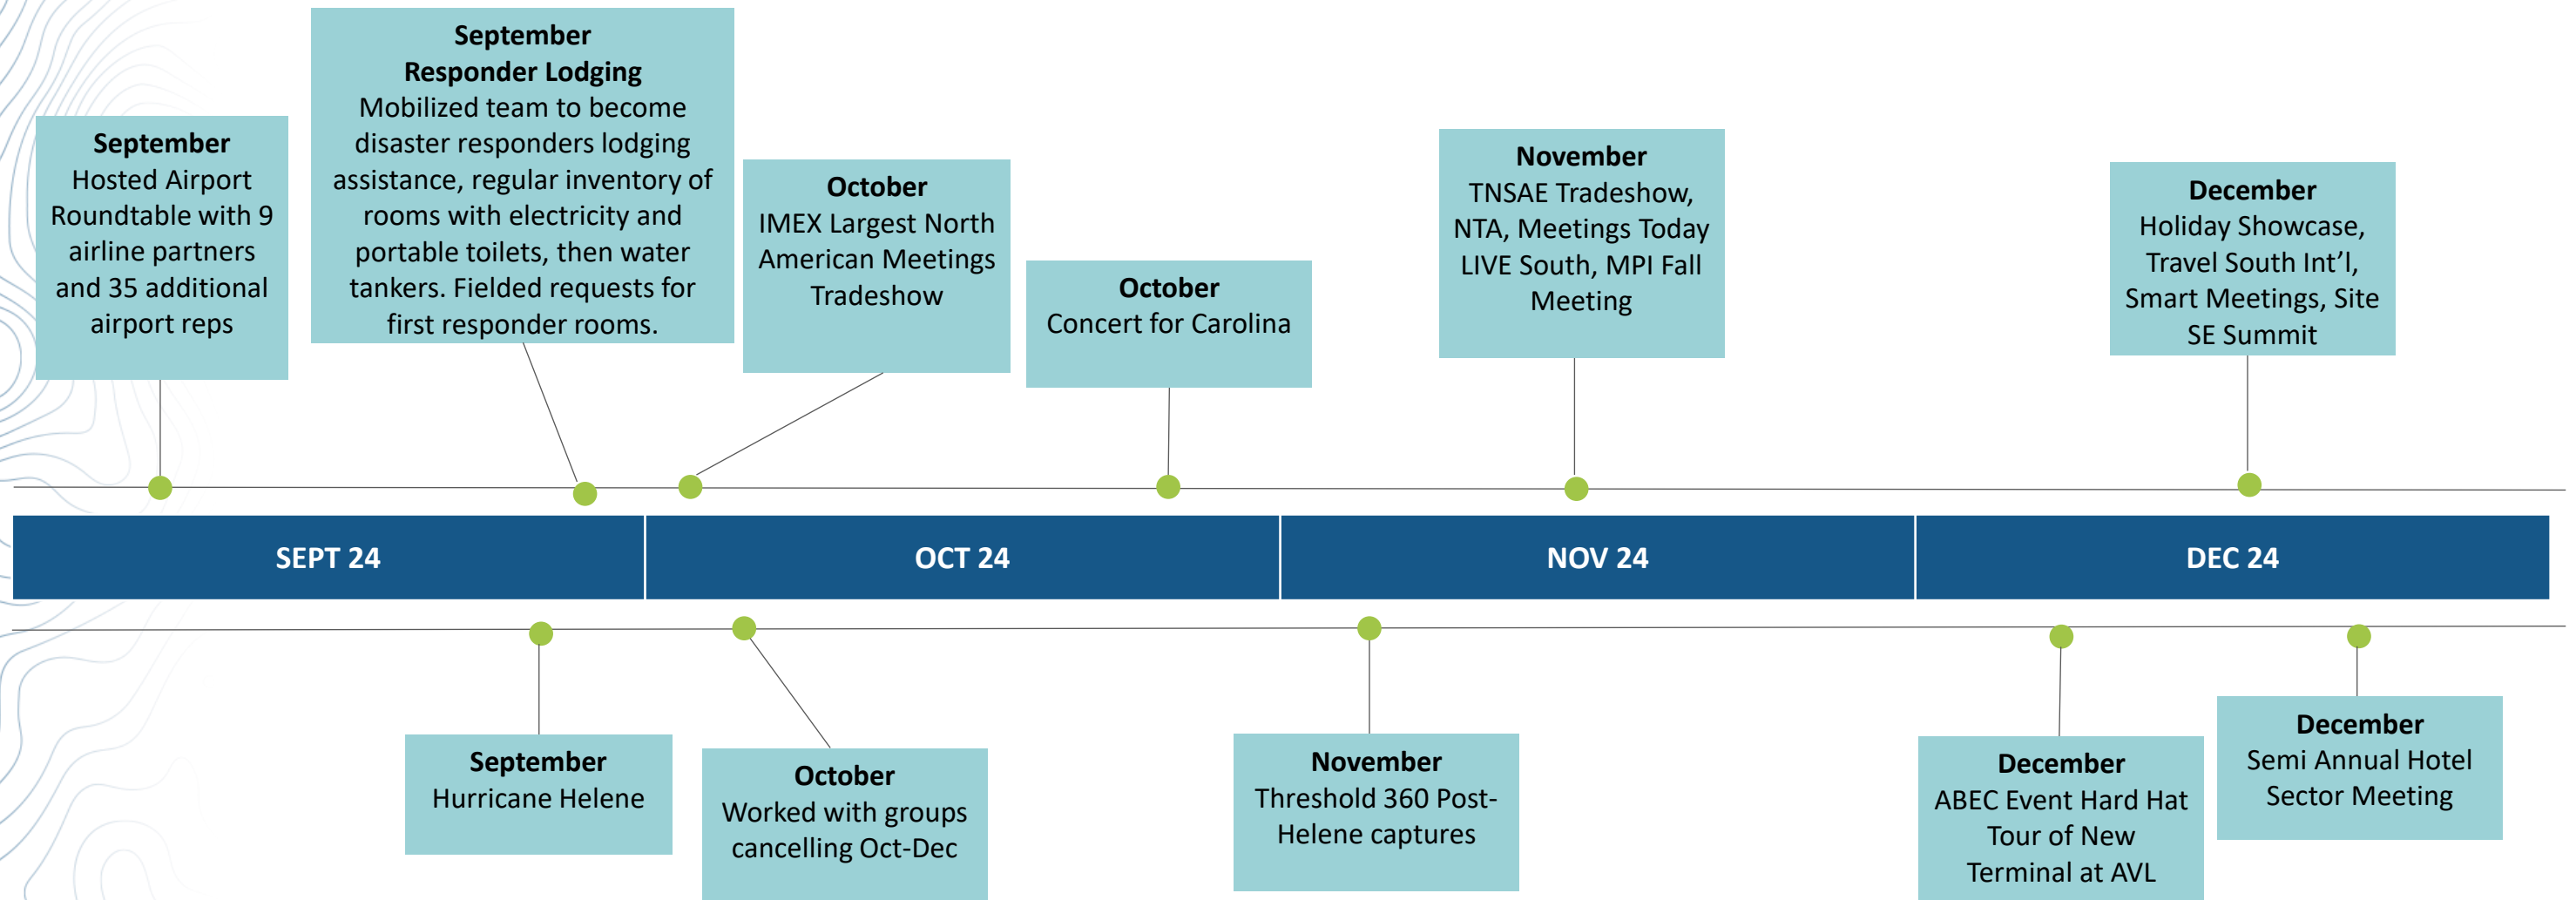 September
Hosted Airport
Roundtable with 9
airline partners
and 35 additional
airport reps
September
Responder Lodging
Mobilized team to become
disaster responders lodging
assistance, regular inventory of
rooms with electricity and
portable toilets, then water
tankers. Fielded requests for
first responder rooms.
October
IMEX Largest North
American Meetings
Tradeshow
October
Concert for Carolina
November
TNSAE Tradeshow,
NTA, Meetings Today
LIVE South, MPI Fall
Meeting
December
Holiday Showcase,
Travel South Int’l,
Smart Meetings, Site
SE Summit
SEPT 24
OCT 24
NOV 24
DEC 24
September
Hurricane Helene
October
Worked with groups
cancelling Oct-Dec
November
Threshold 360 Post-
Helene captures
December
ABEC Event Hard Hat
Tour of New
Terminal at AVL
December
Semi Annual Hotel
Sector Meeting